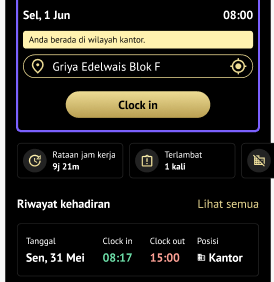 Sel, 1 Jun 08:00
Anda berada di wilayah kantor.
Griya Edelwais Blok F
Clock in
Rataan jam kerja
9j 21m
Terlambat
1 kali
Riwayat kehadiran Lihat semua
Tanggal Clock in Clock out Posisi
Sen, 31 Mei 08:17 15:00 Kantor